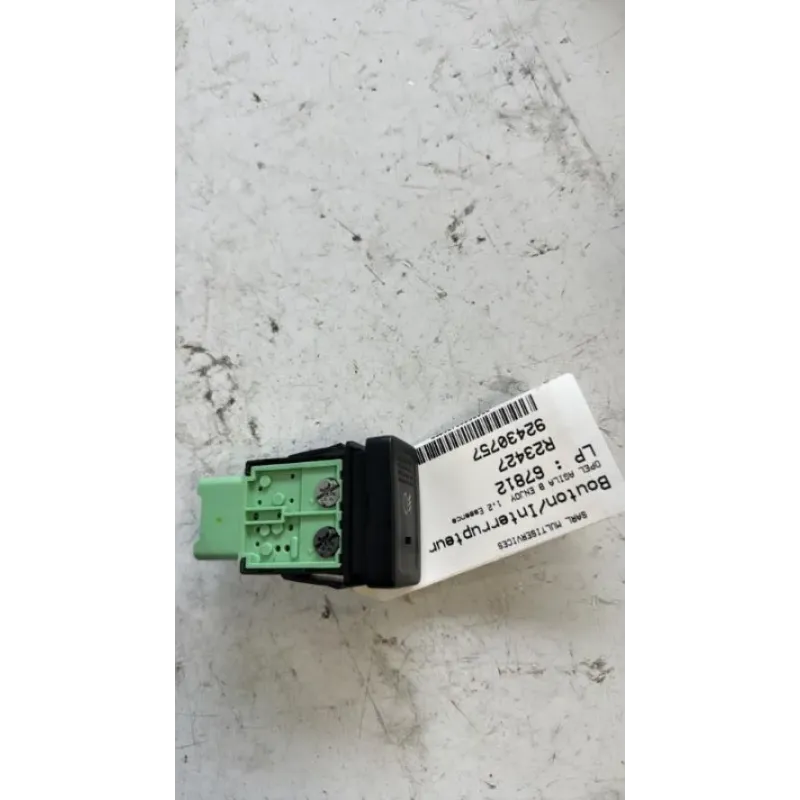 SARL MULTISERVICES
Bouton/Interrupteur
OPEL AGILA B ENJOY 1.2 Essence
LP : 67812
R23427
92430757